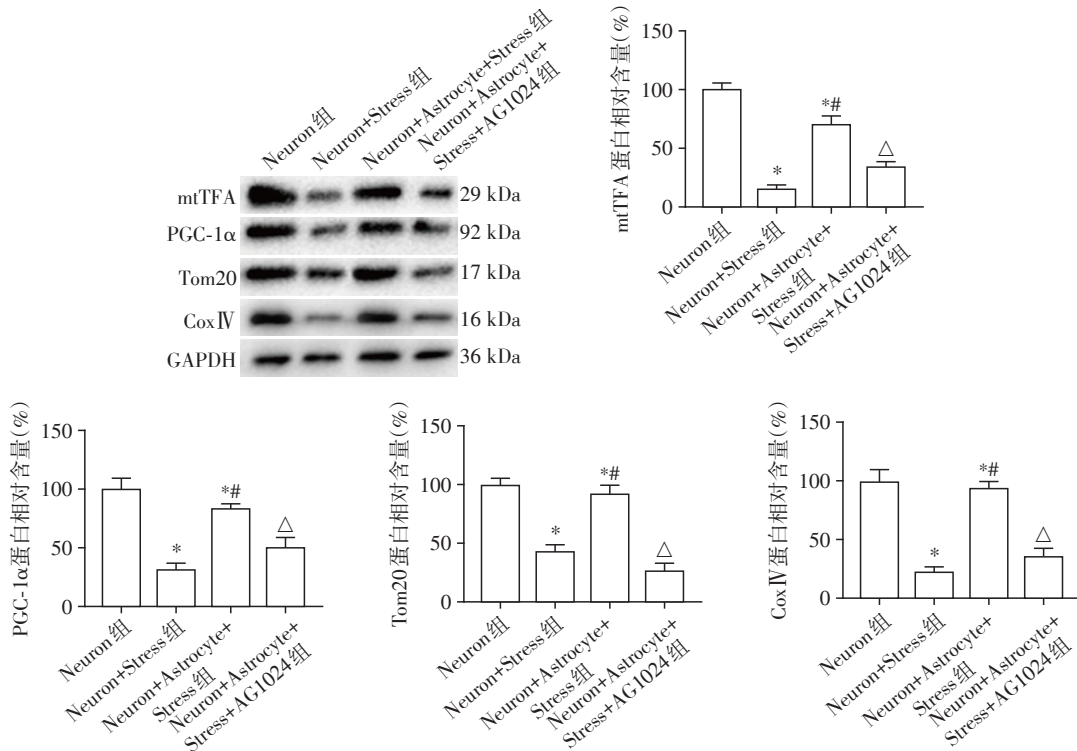 Neuron组
Neuron+Stress组
Neuron+Astrocyte+Stress组
Neuron+Astrocyte+
Stress+AG1024组
mtTFA
29 kDa
PGC-1α
92 kDa
Tom20
17 kDa
CoxⅣ
16 kDa
GAPDH
36 kDa
mtTFA蛋白相对含量(%)
150
100
50
0
*
*#
△
Neuron组
Neuron+Stress组
Neuron+Astrocyte+
Stress组
Neuron+Astrocyte+
Stress+AG1024组
PGC-1α蛋白相对含量(%)
150
100
50
0
*
*#
△
Neuron组
Neuron+Stress组
Neuron+Astrocyte+
Stress组
Neuron+Astrocyte+
Stress+AG1024组
Tom20蛋白相对含量(%)
150
100
50
0
*
*#
△
Neuron组
Neuron+Stress组
Neuron+Astrocyte+
Stress组
Neuron+Astrocyte+
Stress+AG1024组
CoxⅣ蛋白相对含量(%)
150
100
50
0
*
*#
△
Neuron组
Neuron+Stress组
Neuron+Astrocyte+
Stress组
Neuron+Astrocyte+
Stress+AG1024组